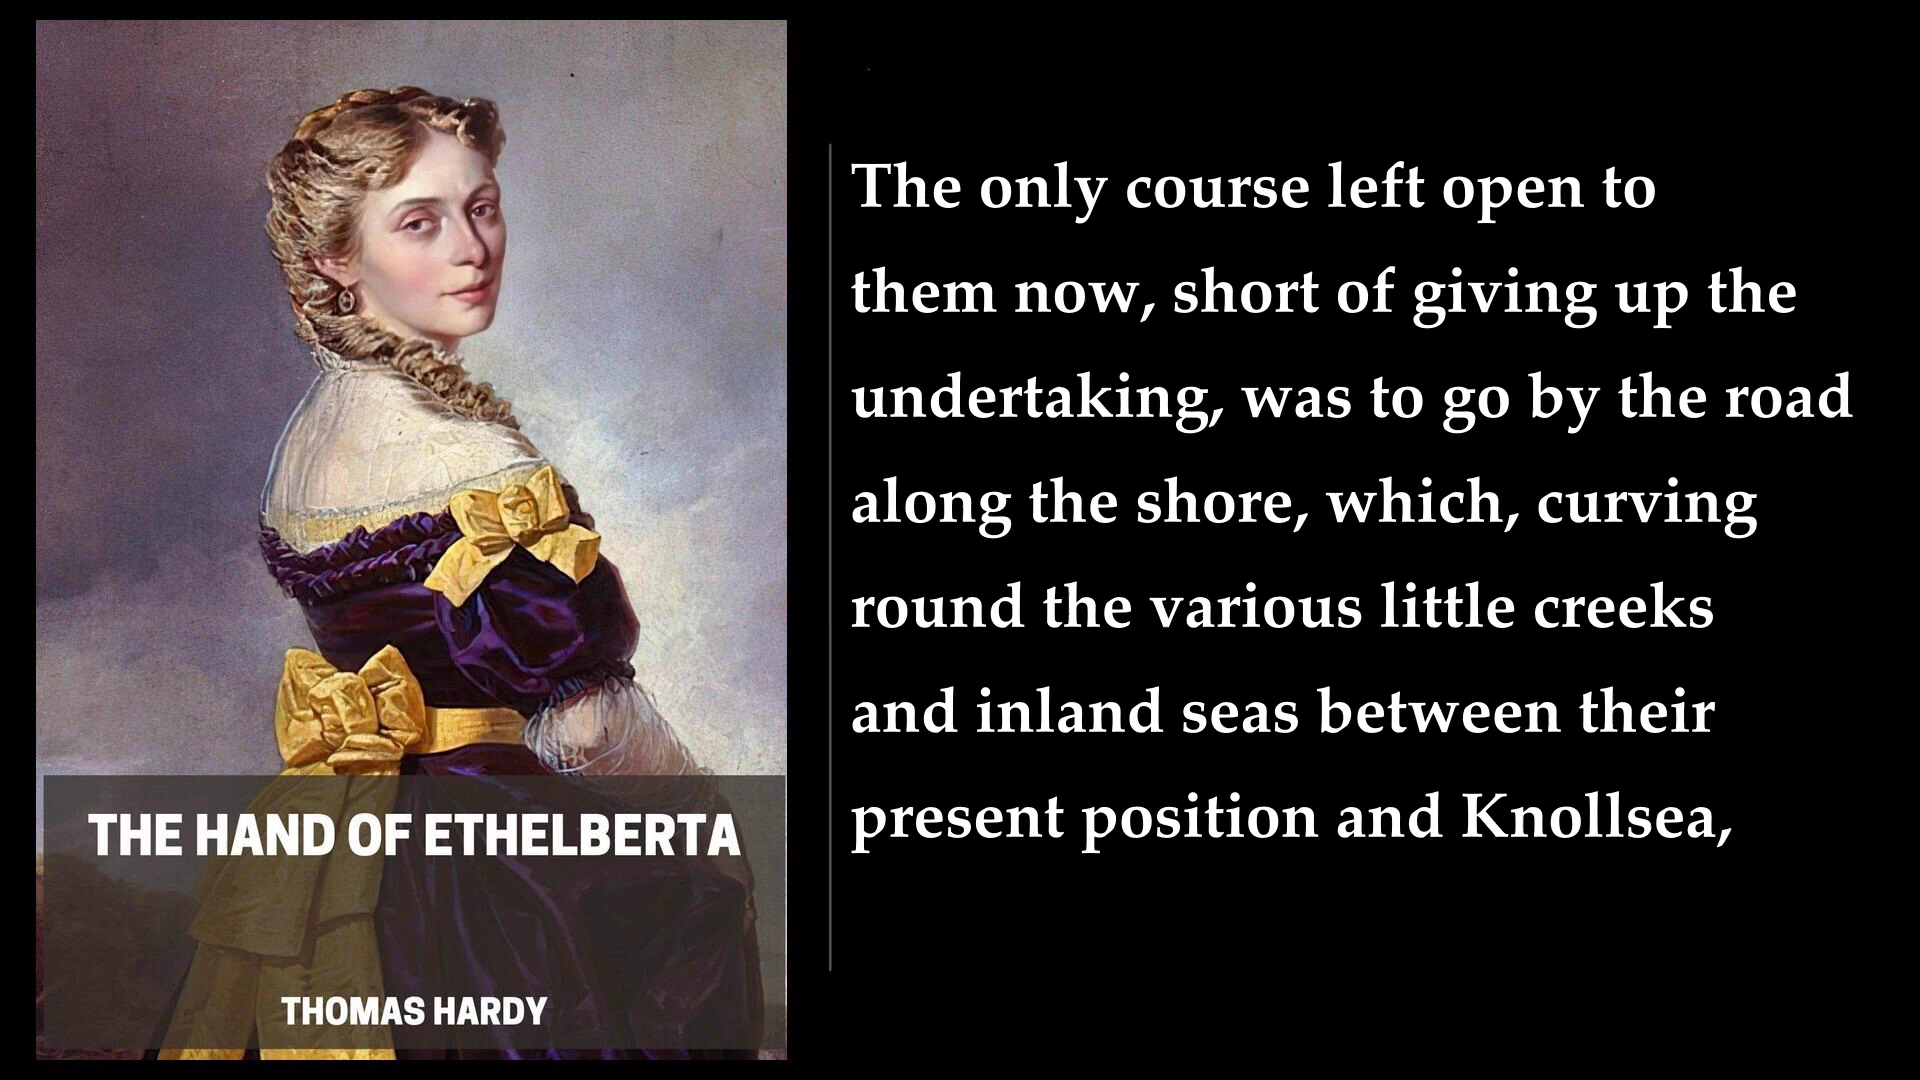 THE HAND OF ETHELBERTA
THOMAS HARDY
The only course left open to
them now, short of giving up the
undertaking, was to go by the road
along the shore, which, curving
round the various little creeks
and inland seas between their
present position and Knollsea,